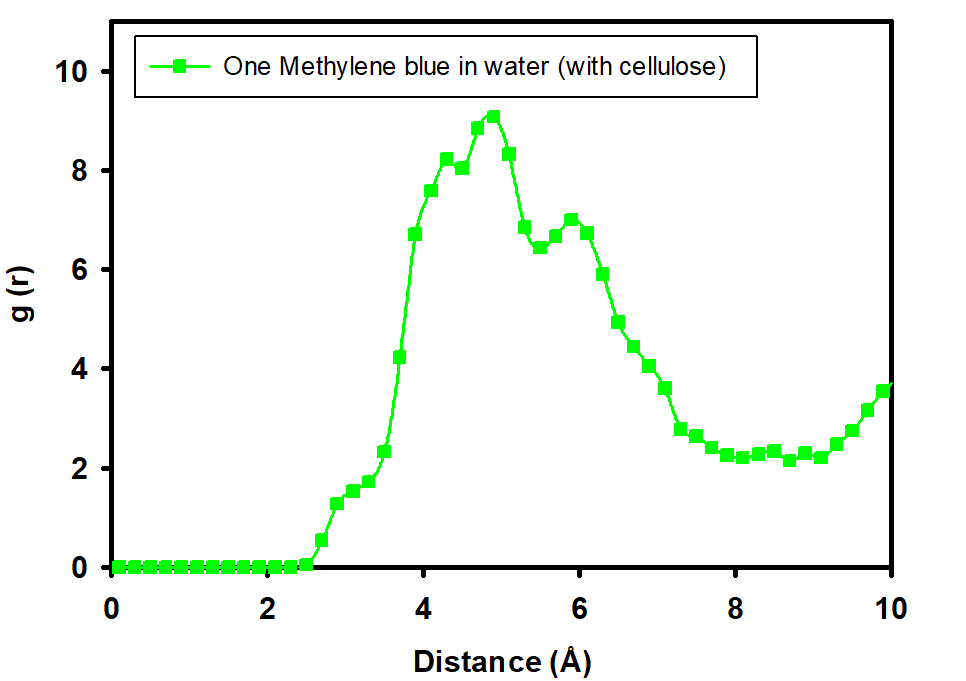 One Methylene blue in water (with cellulose)
10
8
6
4
2
0
g (r)
0 2 4 6 8 10
Distance (Å)